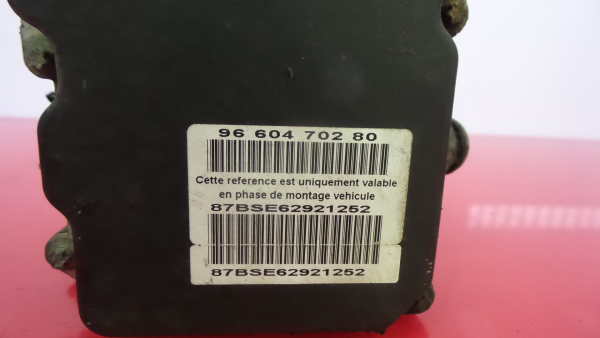 96 604 702 80
Cette reference est uniquement valable
en phase de montage vehicule
87BSE62921252
87BSE62921252